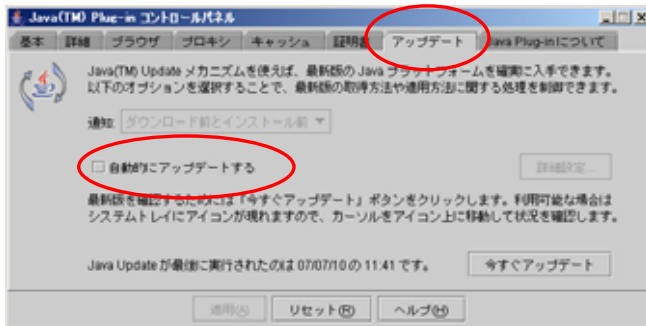 Java(TM) Plug-in コントロールパネル
基本 詳細 ブラウザ プロキシ キャッシュ 証明書 アップデート Java Plug-inについて
Java(TM) Update メカニズムを使えば、最新版の Java プラットフォームを確実に入手できます。
以下のオプションを選択することで、最新版の取得方法や適用方法に関する処理を制御できます。
通知: ダウンロード前とインストール前
自動的にアップデートする 詳細設定...
最新版を確認するためには「今すぐアップデート」ボタンをクリックします。利用可能な場合は
システムトレイにアイコンが現れますので、カーソルをアイコン上に移動して状況を確認します。
Java Update が最後に実行されたのは 07/07/10 の 11:41 です。 今すぐアップデート
適用(A) リセット(R) ヘルプ(H)